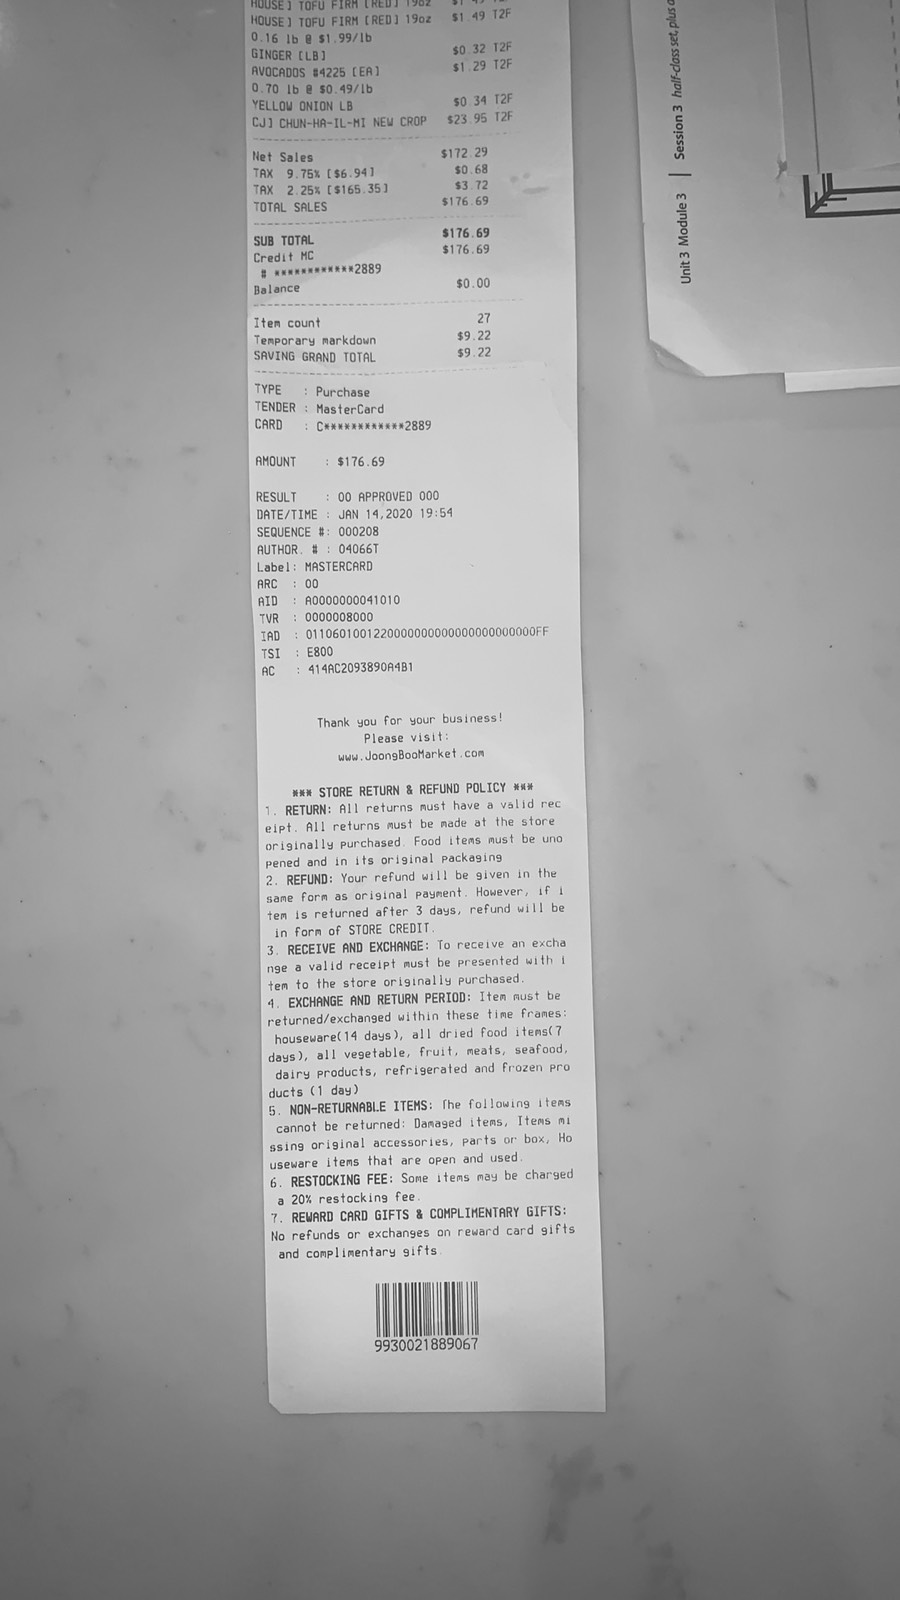 HOUSE] TOFU FIRM [RED] 19oz
HOUSE] TOFU FIRM [RED] 19oz $1.49 T2F
0.16 lb @ $1.99/lb
GINGER [LB] $0.32 T2F
AVOCADOS #4225 [EA] $1.29 T2F
0.70 lb @ $0.49/lb
YELLOW ONION LB $0.34 T2F
CJ] CHUN-HA-IL-MI NEW CROP $23.95 T2F
Net Sales $172.29
TAX 9.75% [$6.94] $0.68
TAX 2.25% [$165.35] $3.72
TOTAL SALES $176.69
SUB TOTAL $176.69
Credit MC $176.69
# ************2889
Balance $0.00
Item count 27
Temporary markdown $9.22
SAVING GRAND TOTAL $9.22
TYPE : Purchase
TENDER : MasterCard
CARD : C************2889
AMOUNT : $176.69
RESULT : 00 APPROVED 000
DATE/TIME : JAN 14,2020 19:54
SEQUENCE #: 000208
AUTHOR. # : 04066T
Label: MASTERCARD
ARC : 00
AID : A0000000041010
TVR : 0000008000
IAD : 0110601001220000000000000000000000FF
TSI : E800
AC : 414AC2093890A4B1
Thank you for your business!
Please visit:
www.JoongBooMarket.com
*** STORE RETURN & REFUND POLICY ***
1. RETURN: All returns must have a valid rec
eipt. All returns must be made at the store
originally purchased. Food items must be uno
pened and in its original packaging
2. REFUND: Your refund will be given in the
same form as original payment. However, if i
tem is returned after 3 days, refund will be
in form of STORE CREDIT.
3. RECEIVE AND EXCHANGE: To receive an excha
nge a valid receipt must be presented with i
tem to the store originally purchased.
4. EXCHANGE AND RETURN PERIOD: Item must be
returned/exchanged within these time frames:
houseware(14 days), all dried food items(7
days), all vegetable, fruit, meats, seafood,
dairy products, refrigerated and frozen pro
ducts (1 day)
5. NON-RETURNABLE ITEMS: The following items
cannot be returned: Damaged items, Items mi
ssing original accessories, parts or box, Ho
useware items that are open and used.
6. RESTOCKING FEE: Some items may be charged
a 20% restocking fee.
7. REWARD CARD GIFTS & COMPLIMENTARY GIFTS:
No refunds or exchanges on reward card gifts
and complimentary gifts.
9930021889067
Unit 3 Module 3 | Session 3 half-class set, plus